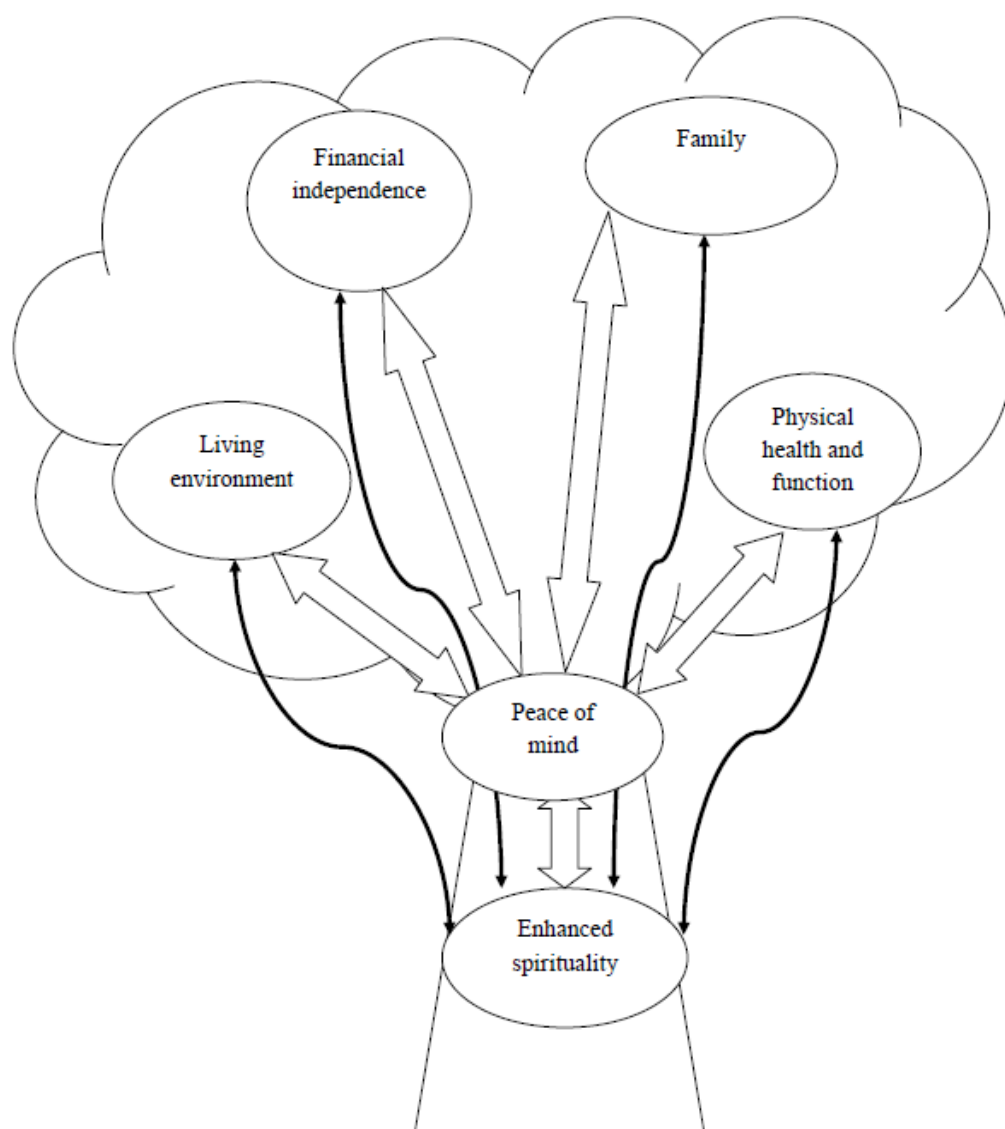 Financial
independence
Family
Living
environment
Physical
health and
function
Peace of
mind
Enhanced
spirituality